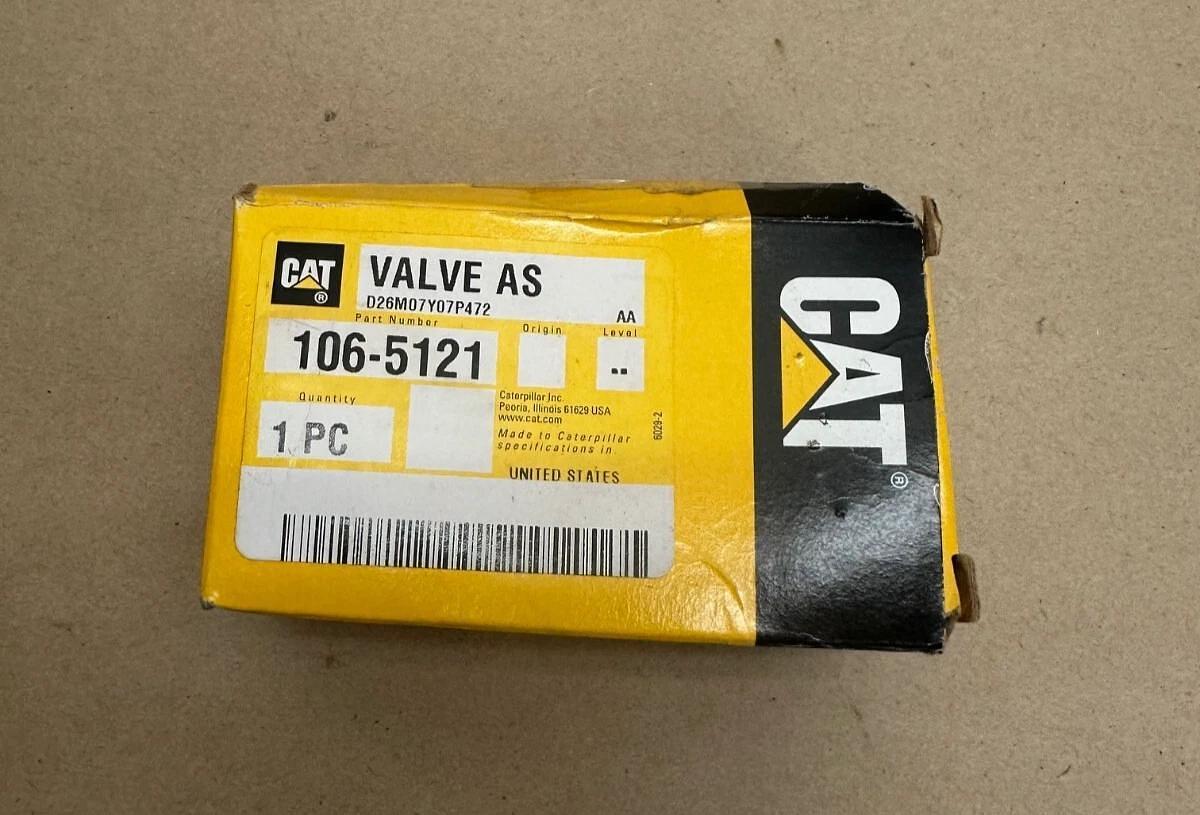 CAT
®
VALVE AS
D26M07Y07P472
AA
Part Number
Origin
Level
106-5121
--
Quantity
1 PC
Caterpillar Inc.
Peoria, Illinois 61629 USA
www.cat.com
Made to Caterpillar
specifications in
UNITED STATES
6029-2
CAT
®